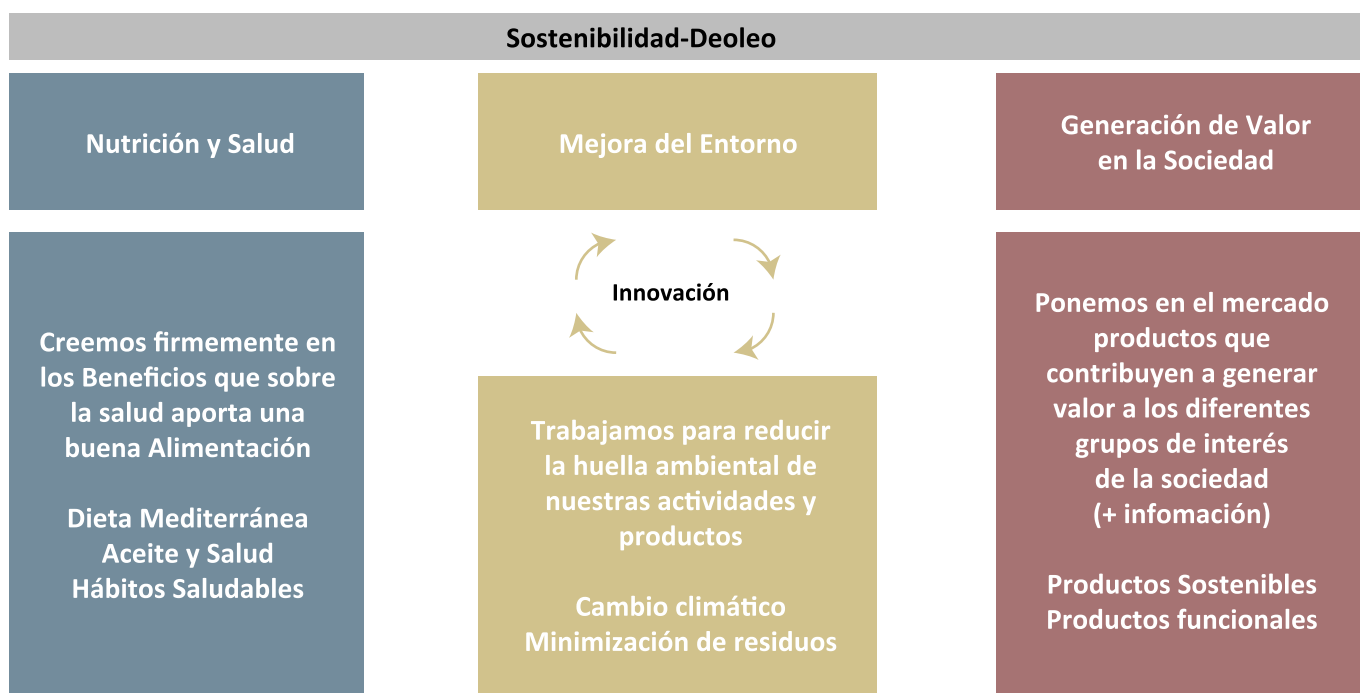 Sostenibilidad-Deoleo
Nutrición y Salud
Creemos firmemente en
los Beneficios que sobre
la salud aporta una
buena Alimentación
Dieta Mediterránea
Aceite y Salud
Hábitos Saludables
Mejora del Entorno
Innovación
Trabajamos para reducir
la huella ambiental de
nuestras actividades y
productos
Cambio climático
Minimización de residuos
Generación de Valor
en la Sociedad
Ponemos en el mercado
productos que
contribuyen a generar
valor a los diferentes
grupos de interés
de la sociedad
(+ infomación)
Productos Sostenibles
Productos funcionales